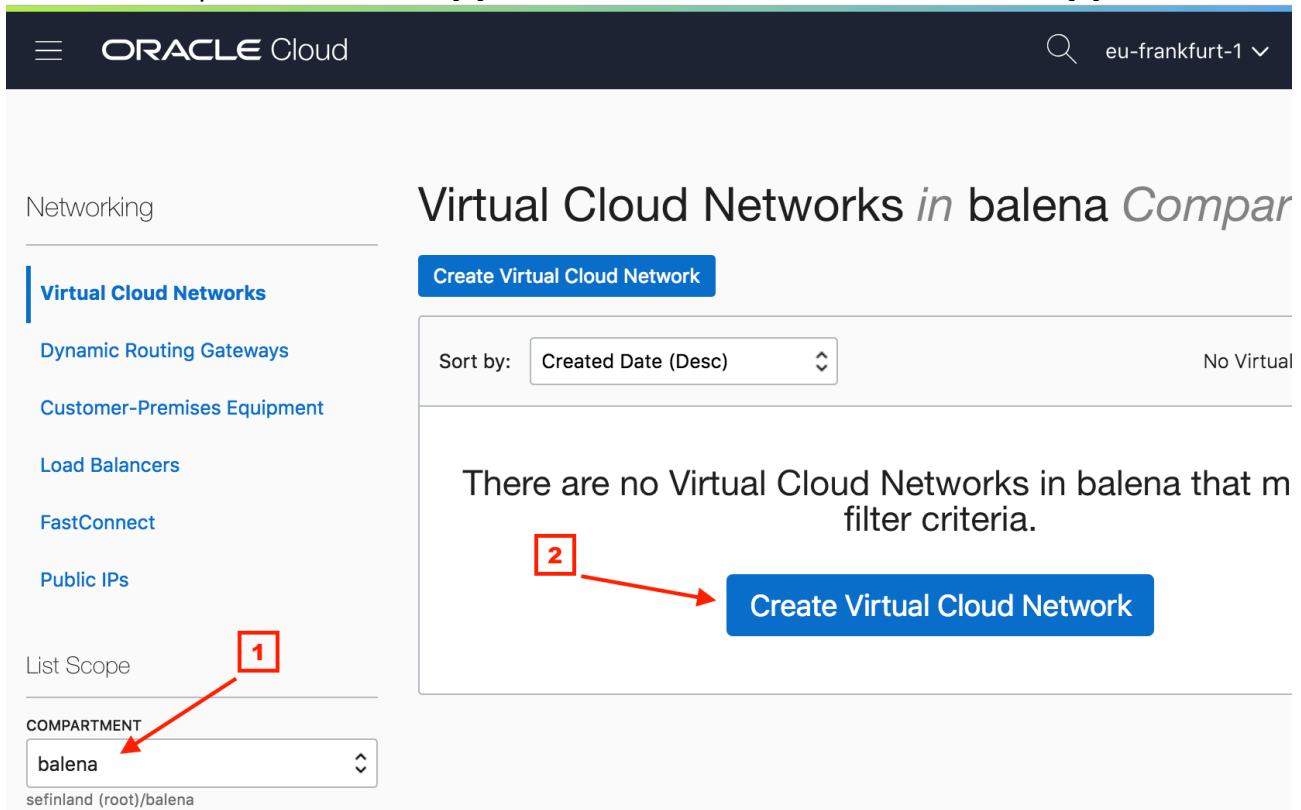 ORACLE Cloud
eu-frankfurt-1
Networking
Virtual Cloud Networks
Dynamic Routing Gateways
Customer-Premises Equipment
Load Balancers
FastConnect
Public IPs
List Scope
1
COMPARTMENT
balena
sefinland (root)/balena
Virtual Cloud Networks in balena Compar
Create Virtual Cloud Network
Sort by: Created Date (Desc)
No Virtual
There are no Virtual Cloud Networks in balena that m
filter criteria.
2
Create Virtual Cloud Network